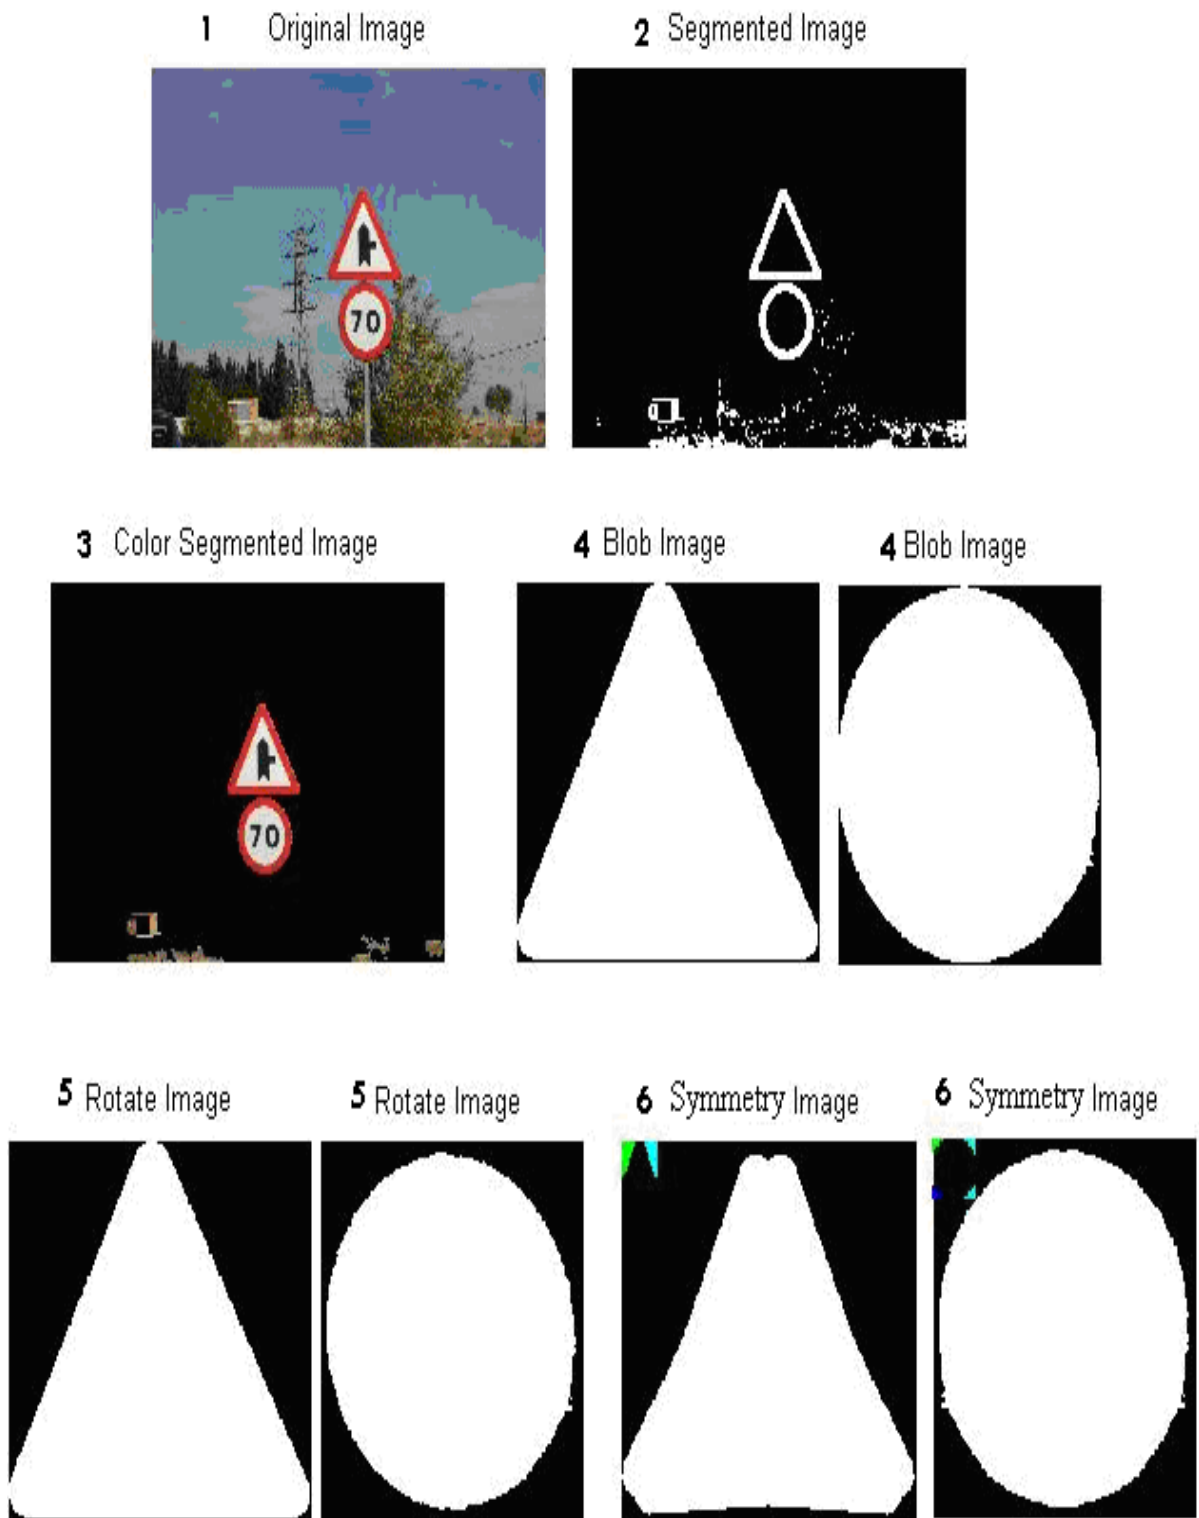 1 Original Image
2 Segmented Image
70
3 Color Segmented Image
4 Blob Image
4 Blob Image
70
5 Rotate Image
5 Rotate Image
6 Symmetry Image
6 Symmetry Image